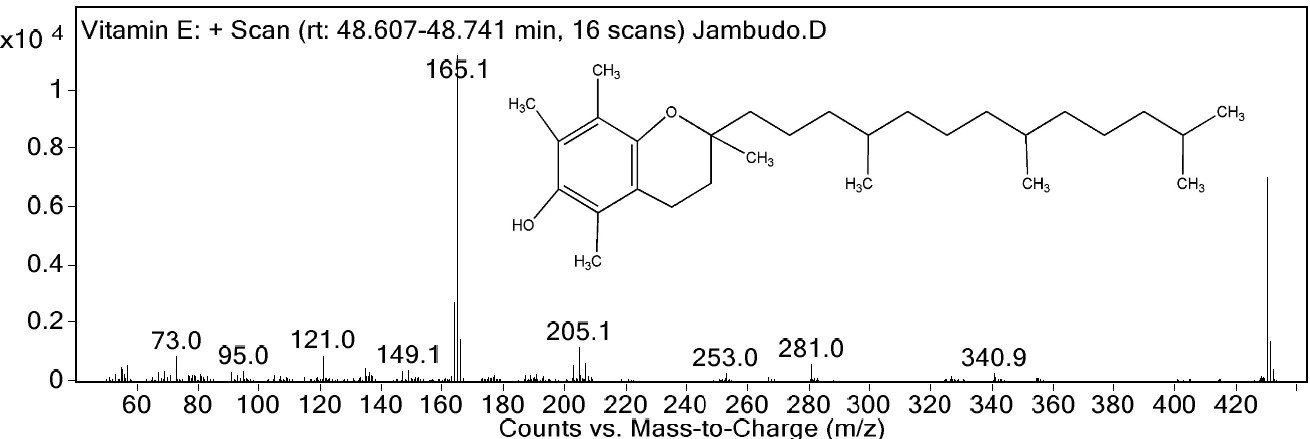 x10 4
Vitamin E: + Scan (rt: 48.607-48.741 min, 16 scans) Jambudo.D
165.1
CH₃
H₃C
O
CH₃
CH₃
HO
H₃C
CH₃
CH₃
H₃C
CH₃
1
0.8
0.6
0.4
0.2
0
73.0
95.0
121.0
149.1
205.1
253.0
281.0
340.9
60 80 100 120 140 160 180 200 220 240 260 280 300 320 340 360 380 400 420
Counts vs. Mass-to-Charge (m/z)